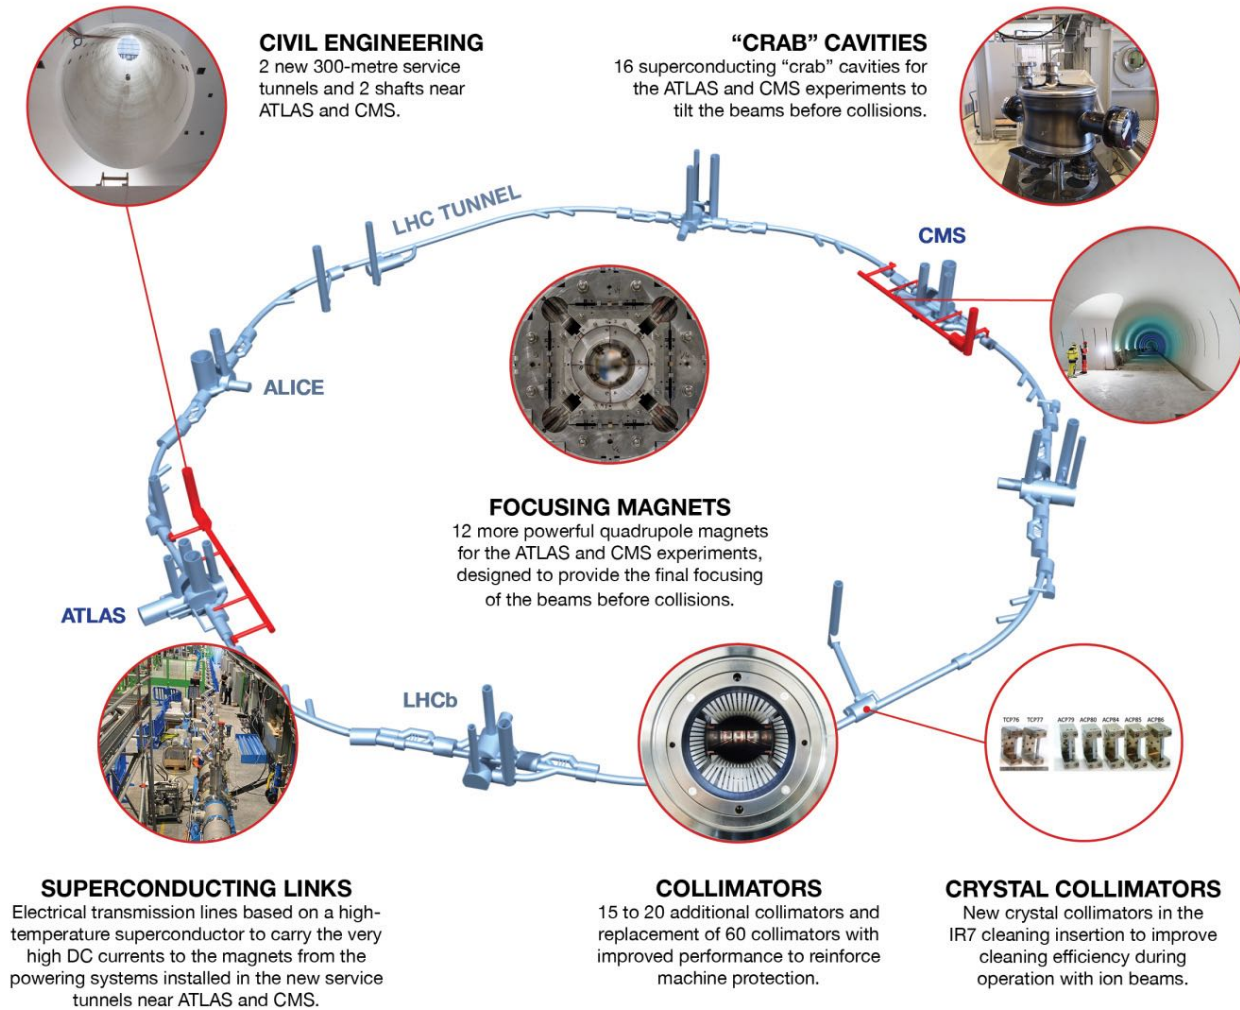 CIVIL ENGINEERING
2 new 300-metre service
tunnels and 2 shafts near
ATLAS and CMS.
“CRAB” CAVITIES
16 superconducting “crab” cavities for
the ATLAS and CMS experiments to
tilt the beams before collisions.
LHC TUNNEL
CMS
ALICE
FOCUSING MAGNETS
12 more powerful quadrupole magnets
for the ATLAS and CMS experiments,
designed to provide the final focusing
of the beams before collisions.
ATLAS
LHCb
TCP76 TCP77 ACP79 ACP80 ACP84 ACP85 ACP86
SUPERCONDUCTING LINKS
Electrical transmission lines based on a high-
temperature superconductor to carry the very
high DC currents to the magnets from the
powering systems installed in the new service
tunnels near ATLAS and CMS.
COLLIMATORS
15 to 20 additional collimators and
replacement of 60 collimators with
improved performance to reinforce
machine protection.
CRYSTAL COLLIMATORS
New crystal collimators in the
IR7 cleaning insertion to improve
cleaning efficiency during
operation with ion beams.